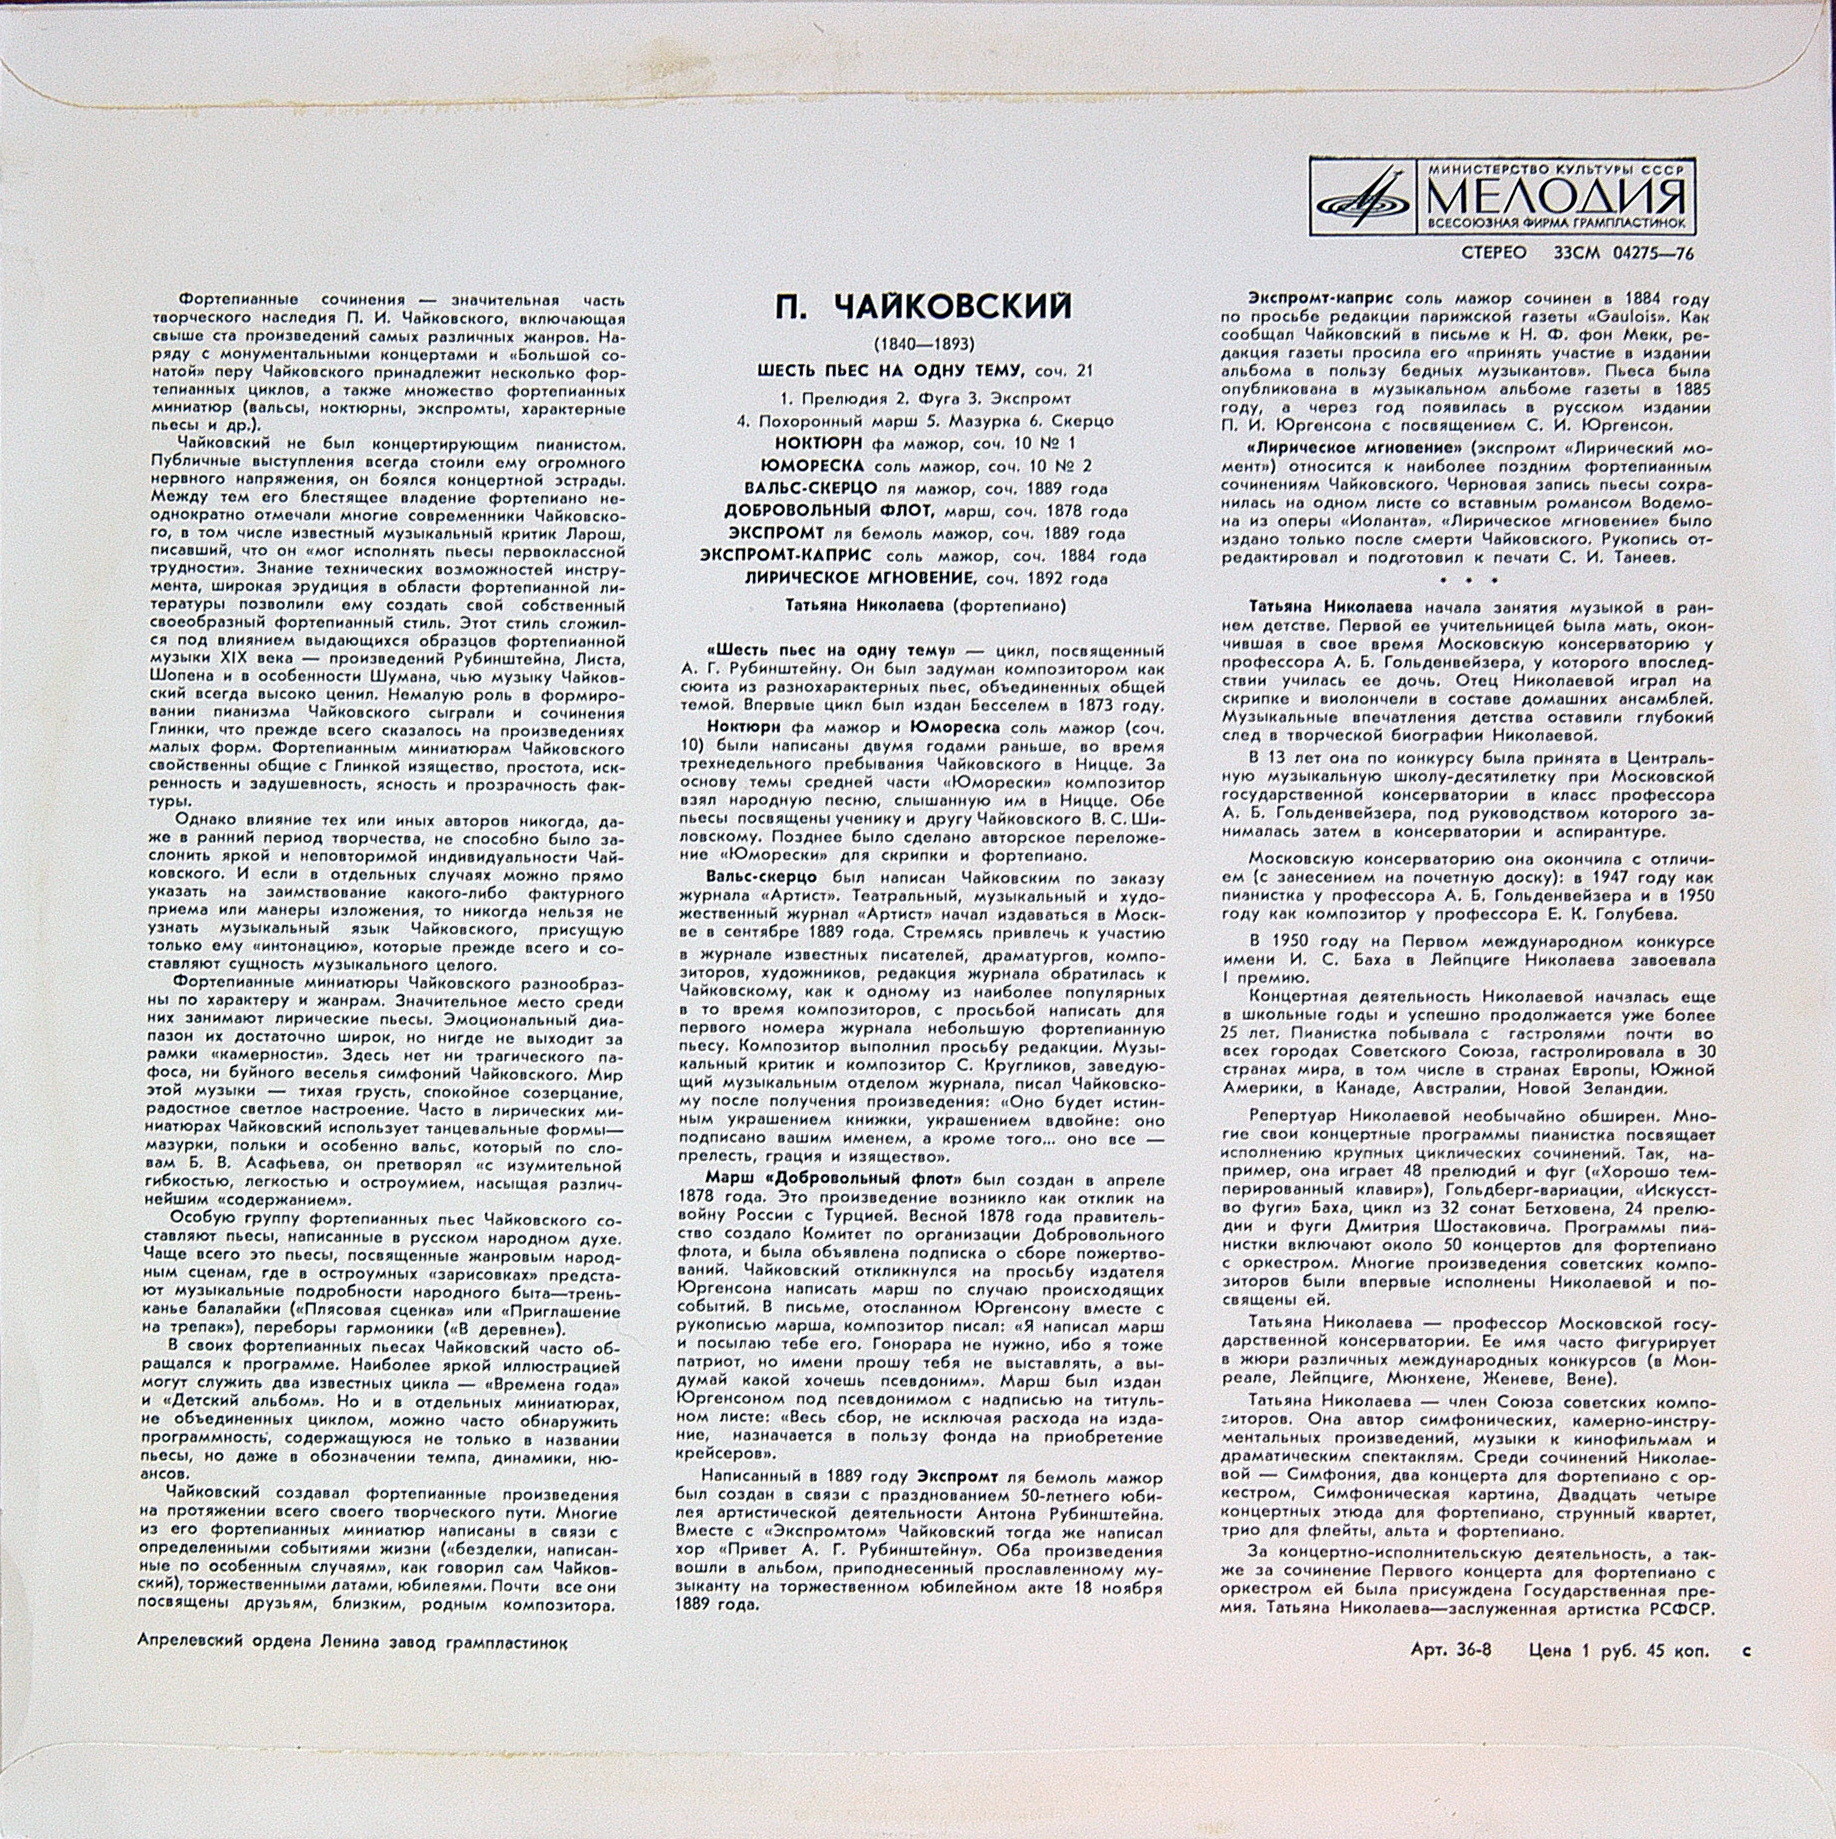 МИНИСТЕРСТВО КУЛЬТУРЫ СССР
МЕЛОДИЯ
ВСЕСОЮЗНАЯ ФИРМА ГРАМПЛАСТИНОК
СТЕРЕО 33СМ 04275—76
Фортепианные сочинения — значительная часть
творческого наследия П. И. Чайковского, включающая
свыше ста произведений самых различных жанров. На-
ряду с монументальными концертами и «Большой со-
натой» перу Чайковского принадлежит несколько фор-
тепианных циклов, а также множество фортепианных
миниатюр (вальсы, ноктюрны, экспромты, характерные
пьесы и др.).
Чайковский не был концертирующим пианистом.
Публичные выступления всегда стоили ему огромного
нервного напряжения, он боялся концертной эстрады.
Между тем его блестящее владение фортепиано не-
однократно отмечали многие современники Чайковско-
го, в том числе известный музыкальный критик Ларош,
писавший, что он «мог исполнять пьесы первоклассной
трудности». Знание технических возможностей инстру-
мента, широкая эрудиция в области фортепианной ли-
тературы позволили ему создать свой собственный
своеобразный фортепианный стиль. Этот стиль сложил-
ся под влиянием выдающихся образцов фортепианной
музыки XIX века — произведений Рубинштейна, Листа,
Шопена и в особенности Шумана, чью музыку Чайков-
ский всегда высоко ценил. Немалую роль в формиро-
вании пианизма Чайковского сыграли и сочинения
Глинки, что прежде всего сказалось на произведениях
малых форм. Фортепианным миниатюрам Чайковского
свойственны общие с Глинкой изящество, простота, иск-
ренность и задушевность, ясность и прозрачность фак-
туры.
Однако влияние тех или иных авторов никогда, да-
же в ранний период творчества, не способно было за-
слонить яркой и неповторимой индивидуальности Чай-
ковского. И если в отдельных случаях можно прямо
указать на заимствование какого-либо фактурного
приема или манеры изложения, то никогда нельзя не
узнать музыкальный язык Чайковского, присущую
только ему «интонацию», которые прежде всего и со-
ставляют сущность музыкального целого.
Фортепианные миниатюры Чайковского разнообраз-
ны по характеру и жанрам. Значительное место среди
них занимают лирические пьесы. Эмоциональный диа-
пазон их достаточно широк, но нигде не выходит за
рамки «камерности». Здесь нет ни трагического па-
фоса, ни буйного веселья симфоний Чайковского. Мир
этой музыки — тихая грусть, спокойное созерцание,
радостное светлое настроение. Часто в лирических ми-
ниатюрах Чайковский использует танцевальные формы—
мазурки, польки и особенно вальс, который по сло-
вам Б. В. Асафьева, он претворял «с изумительной
гибкостью, легкостью и остроумием, насыщая различ-
нейшим «содержанием».
Особую группу фортепианных пьес Чайковского со-
ставляют пьесы, написанные в русском народном духе.
Чаще всего это пьесы, посвященные жанровым народ-
ным сценам, где в остроумных «зарисовках» предста-
ют музыкальные подробности народного быта—трень-
канье балалайки («Плясовая сценка» или «Приглашение
на трепак»), переборы гармоники («В деревне»).
В своих фортепианных пьесах Чайковский часто об-
ращался к программе. Наиболее яркой иллюстрацией
могут служить два известных цикла — «Времена года»
и «Детский альбом». Но и в отдельных миниатюрах,
не объединенных циклом, можно часто обнаружить
программность, содержащуюся не только в названии
пьесы, но даже в обозначении темпа, динамики, ню-
ансов.
Чайковский создавал фортепианные произведения
на протяжении всего своего творческого пути. Многие
из его фортепианных миниатюр написаны в связи с
определенными событиями жизни («безделки, написан-
ные по особенным случаям», как говорил сам Чайков-
ский), торжественными датами, юбилеями. Почти все они
посвящены друзьям, близким, родным композитора.
П. ЧАЙКОВСКИЙ
(1840—1893)
ШЕСТЬ ПЬЕС НА ОДНУ ТЕМУ, соч. 21
1. Прелюдия 2. Фуга 3. Экспромт
4. Похоронный марш 5. Мазурка 6. Скерцо
НОКТЮРН фа мажор, соч. 10 № 1
ЮМОРЕСКА соль мажор, соч. 10 № 2
ВАЛЬС-СКЕРЦО ля мажор, соч. 1889 года
ДОБРОВОЛЬНЫЙ ФЛОТ, марш, соч. 1878 года
ЭКСПРОМТ ля бемоль мажор, соч. 1889 года
ЭКСПРОМТ-КАПРИС соль мажор, соч. 1884 года
ЛИРИЧЕСКОЕ МГНОВЕНИЕ, соч. 1892 года
Татьяна Николаева (фортепиано)
«Шесть пьес на одну тему» — цикл, посвященный
А. Г. Рубинштейну. Он был задуман композитором как
сюита из разнохарактерных пьес, объединенных общей
темой. Впервые цикл был издан Бесселем в 1873 году.
Ноктюрн фа мажор и Юмореска соль мажор (соч.
10) были написаны двумя годами раньше, во время
трехнедельного пребывания Чайковского в Ницце. За
основу темы средней части «Юморески» композитор
взял народную песню, слышанную им в Ницце. Обе
пьесы посвящены ученику и другу Чайковского В. С. Ши-
ловскому. Позднее было сделано авторское переложе-
ние «Юморески» для скрипки и фортепиано.
Вальс-скерцо был написан Чайковским по заказу
журнала «Артист». Театральный, музыкальный и худо-
жественный журнал «Артист» начал издаваться в Моск-
ве в сентябре 1889 года. Стремясь привлечь к участию
в журнале известных писателей, драматургов, компо-
зиторов, художников, редакция журнала обратилась к
Чайковскому, как к одному из наиболее популярных
в то время композиторов, с просьбой написать для
первого номера журнала небольшую фортепианную
пьесу. Композитор выполнил просьбу редакции. Музы-
кальный критик и композитор С. Кругликов, заведую-
щий музыкальным отделом журнала, писал Чайковско-
му после получения произведения: «Оно будет истин-
ным украшением книжки, украшением вдвойне: оно
подписано вашим именем, а кроме того... оно все —
прелесть, грация и изящество».
Марш «Добровольный флот» был создан в апреле
1878 года. Это произведение возникло как отклик на
войну России с Турцией. Весной 1878 года правитель-
ство создало Комитет по организации Добровольного
флота, и была объявлена подписка о сборе пожертво-
ваний. Чайковский откликнулся на просьбу издателя
Юргенсона написать марш по случаю происходящих
событий. В письме, отосланном Юргенсону вместе с
рукописью марша, композитор писал: «Я написал марш
и посылаю тебе его. Гонорара не нужно, ибо я тоже
патриот, но имени прошу тебя не выставлять, а вы-
думай какой хочешь псевдоним». Марш был издан
Юргенсоном под псевдонимом с надписью на титуль-
ном листе: «Весь сбор, не исключая расхода на изда-
ние, назначается в пользу фонда на приобретение
крейсеров».
Написанный в 1889 году Экспромт ля бемоль мажор
был создан в связи с празднованием 50-летнего юби-
лея артистической деятельности Антона Рубинштейна.
Вместе с «Экспромтом» Чайковский тогда же написал
хор «Привет А. Г. Рубинштейну». Оба произведения
вошли в альбом, приподнесенный прославленному му-
зыканту на торжественном юбилейном акте 18 ноября
1889 года.
Экспромт-каприс соль мажор сочинен в 1884 году
по просьбе редакции парижской газеты «Gaulois». Как
сообщал Чайковский в письме к Н. Ф. фон Мекк, ре-
дакция газеты просила его «принять участие в издании
альбома в пользу бедных музыкантов». Пьеса была
опубликована в музыкальном альбоме газеты в 1885
году, а через год появилась в русском издании
П. И. Юргенсона с посвящением С. И. Юргенсон.
«Лирическое мгновение» (экспромт «Лирический мо-
мент») относится к наиболее поздним фортепианным
сочинениям Чайковского. Черновая запись пьесы сохра-
нилась на одном листе со вставным романсом Водемо-
на из оперы «Иоланта». «Лирическое мгновение» было
издано только после смерти Чайковского. Рукопись от-
редактировал и подготовил к печати С. И. Танеев.
• • •
Татьяна Николаева начала занятия музыкой в ран-
нем детстве. Первой ее учительницей была мать, окон-
чившая в свое время Московскую консерваторию у
профессора А. Б. Гольденвейзера, у которого впослед-
ствии училась ее дочь. Отец Николаевой играл на
скрипке и виолончели в составе домашних ансамблей.
Музыкальные впечатления детства оставили глубокий
след в творческой биографии Николаевой.
В 13 лет она по конкурсу была принята в Централь-
ную музыкальную школу-десятилетку при Московской
государственной консерватории в класс профессора
А. Б. Гольденвейзера, под руководством которого за-
нималась затем в консерватории и аспирантуре.
Московскую консерваторию она окончила с отличи-
ем (с занесением на почетную доску): в 1947 году как
пианистка у профессора А. Б. Гольденвейзера и в 1950
году как композитор у профессора Е. К. Голубева.
В 1950 году на Первом международном конкурсе
имени И. С. Баха в Лейпциге Николаева завоевала
I премию.
Концертная деятельность Николаевой началась еще
в школьные годы и успешно продолжается уже более
25 лет. Пианистка побывала с гастролями почти во
всех городах Советского Союза, гастролировала в 30
странах мира, в том числе в странах Европы, Южной
Америки, в Канаде, Австралии, Новой Зеландии.
Репертуар Николаевой необычайно обширен. Мно-
гие свои концертные программы пианистка посвящает
исполнению крупных циклических сочинений. Так, на-
пример, она играет 48 прелюдий и фуг («Хорошо тем-
перированный клавир»), Гольдберг-вариации, «Искусст-
во фуги» Баха, цикл из 32 сонат Бетховена, 24 прелю-
дии и фуги Дмитрия Шостаковича. Программы пиа-
нистки включают около 50 концертов для фортепиано
с оркестром. Многие произведения советских компо-
зиторов были впервые исполнены Николаевой и по-
священы ей.
Татьяна Николаева — профессор Московской госу-
дарственной консерватории. Ее имя часто фигурирует
в жюри различных международных конкурсов (в Мон-
реале, Лейпциге, Мюнхене, Женеве, Вене).
Татьяна Николаева — член Союза советских компо-
зиторов. Она автор симфонических, камерно-инстру-
ментальных произведений, музыки к кинофильмам и
драматическим спектаклям. Среди сочинений Николае-
вой — Симфония, два концерта для фортепиано с ор-
кестром, Симфоническая картина, Двадцать четыре
концертных этюда для фортепиано, струнный квартет,
трио для флейты, альта и фортепиано.
За концертно-исполнительскую деятельность, а так-
же за сочинение Первого концерта для фортепиано с
оркестром ей была присуждена Государственная пре-
мия. Татьяна Николаева—заслуженная артистка РСФСР.
Апрелевский ордена Ленина завод грампластинок
Арт. 36-8 Цена 1 руб. 45 коп. с